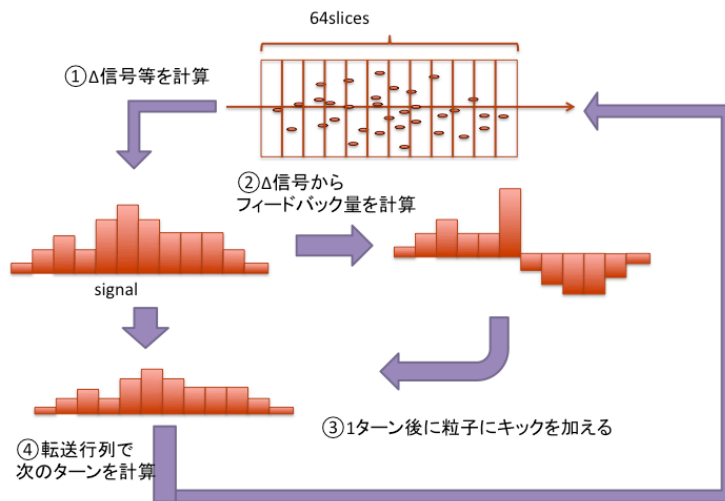 64slices
①Δ信号等を計算
②Δ信号から
フィードバック量を計算
signal
③1ターン後に粒子にキックを加える
④転送行列で
次のターンを計算